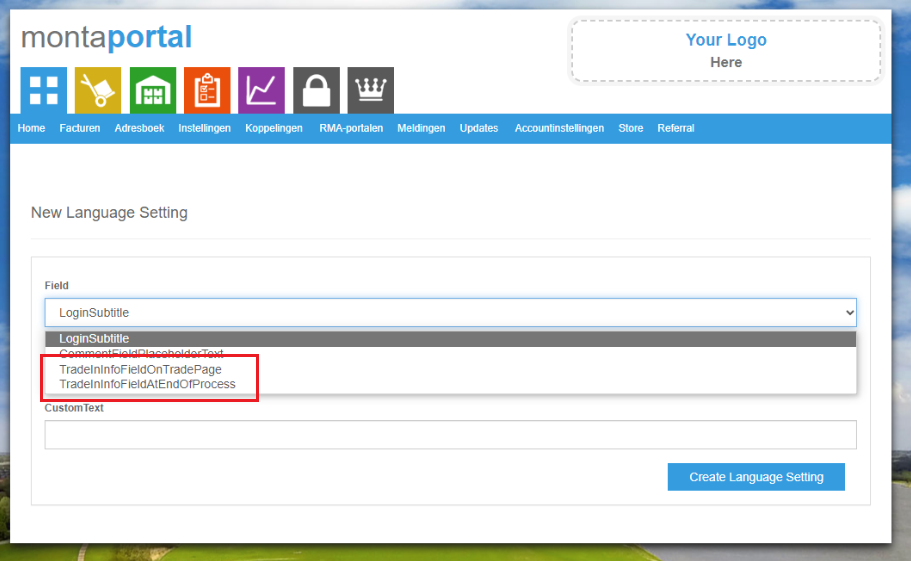 montaportal
Your Logo
Here
Home Facturen Adresboek Instellingen Koppelingen RMA-portalen Meldingen Updates Accountinstellingen Store Referral
New Language Setting
Field
LoginSubtitle
LoginSubtitle
CommentFieldPlaceholderText
TradeInInfoFieldOnTradePage
TradeInInfoFieldAtEndOfProcess
CustomText
Create Language Setting